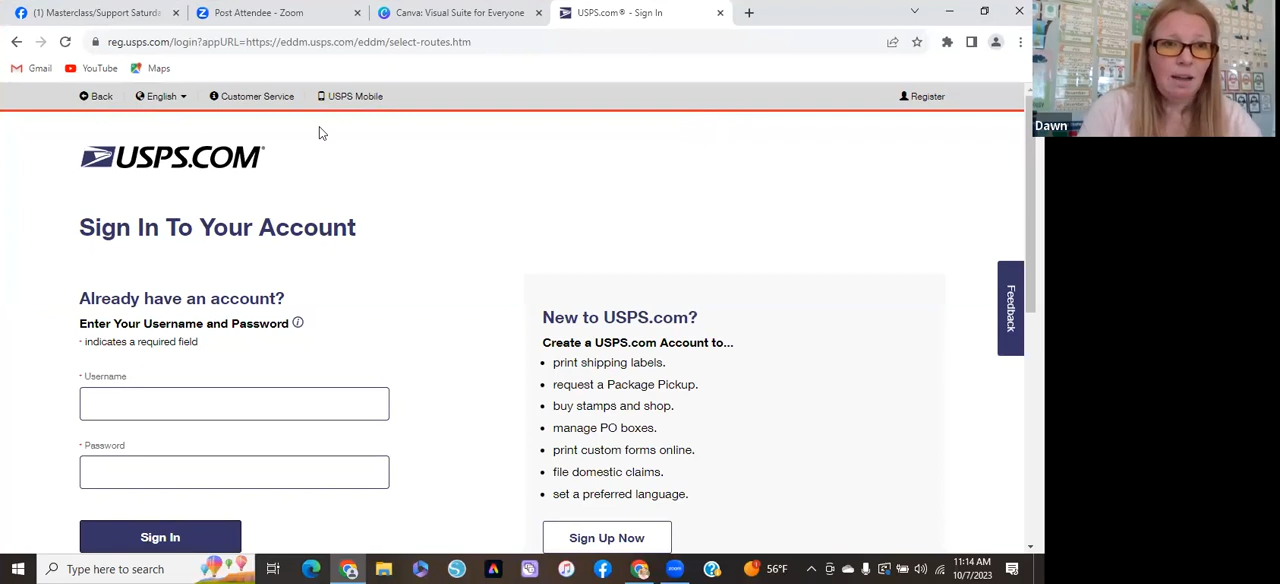 (1) Masterclass/Support Saturda
Post Attendee - Zoom
Canva: Visual Suite for Everyone
USPS.com® - Sign In
reg.usps.com/login?appURL=https://eddm.usps.com/eddm/select-routes.htm
Gmail
YouTube
Maps
Back
English
Customer Service
USPS Mobile
Register
Dawn
USPS.COM®
Sign In To Your Account
Already have an account?
Enter Your Username and Password
* indicates a required field
* Username
* Password
Sign In
New to USPS.com?
Create a USPS.com Account to...
• print shipping labels.
• request a Package Pickup.
• buy stamps and shop.
• manage PO boxes.
• print custom forms online.
• file domestic claims.
• set a preferred language.
Sign Up Now
Feedback
Type here to search
56°F
11:14 AM
10/7/2023